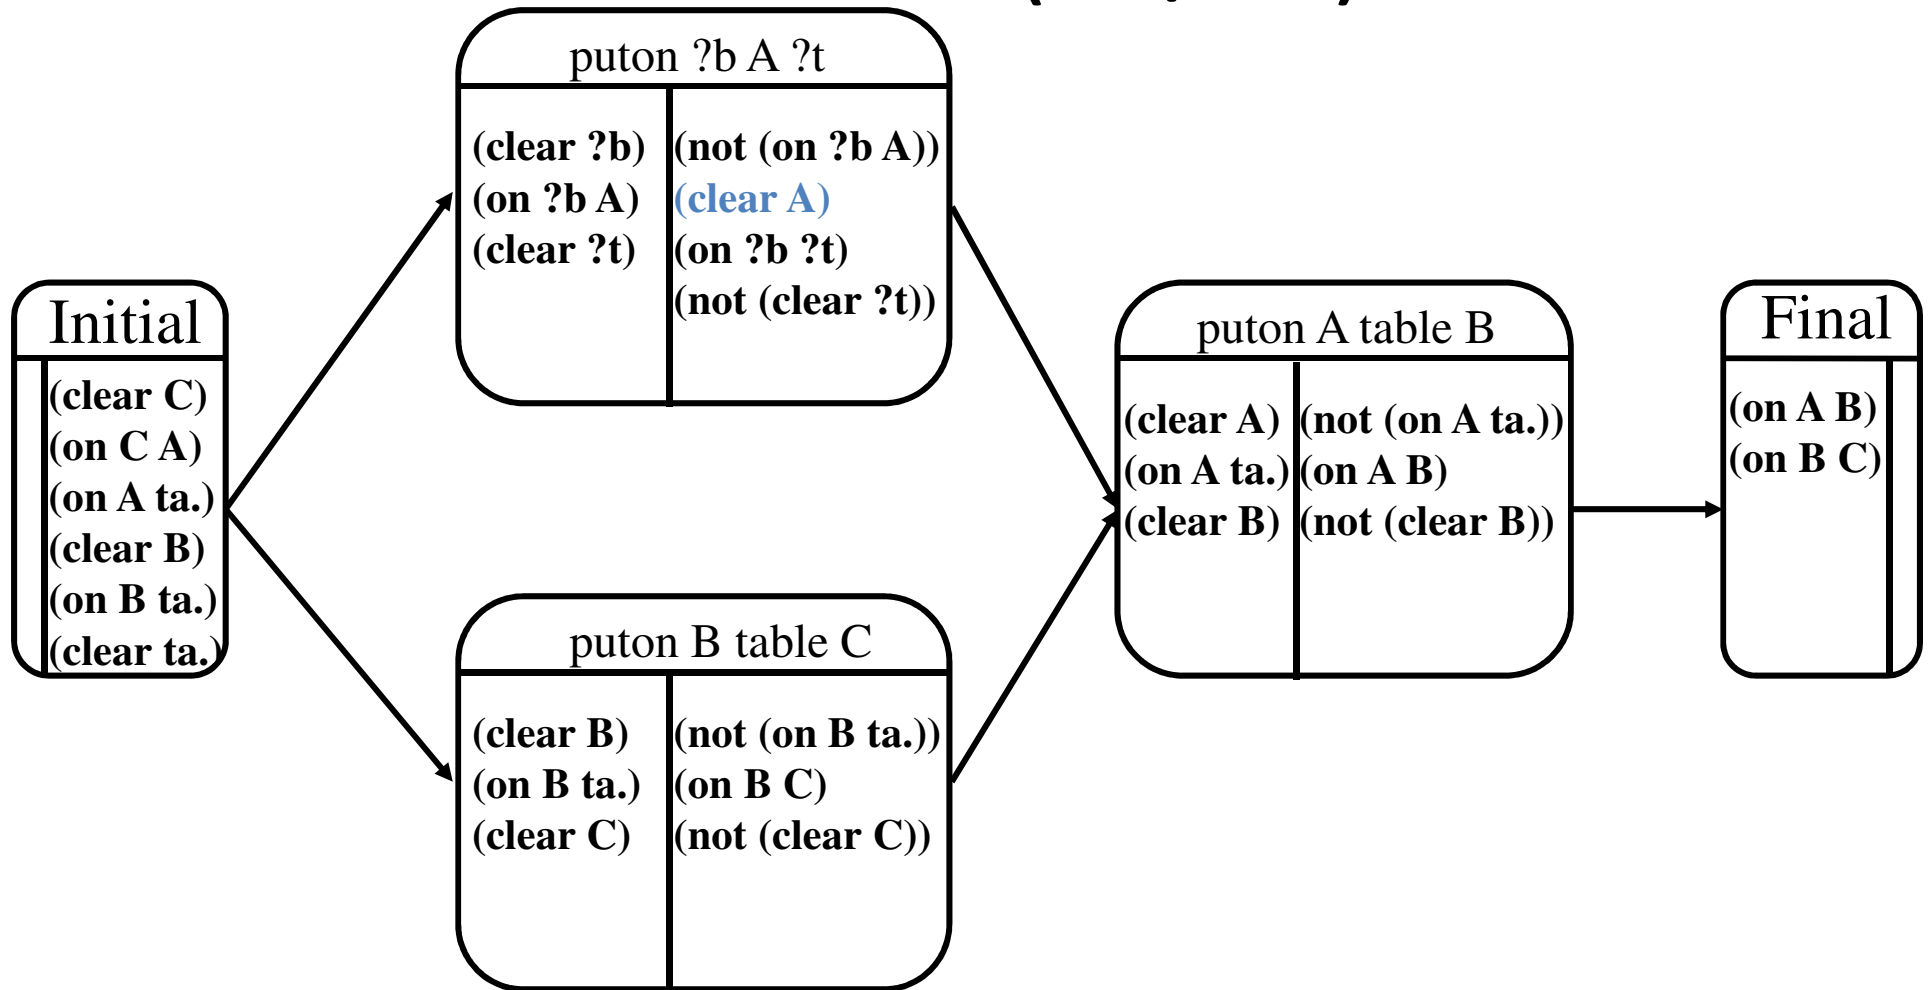 puton ?b A ?t
(clear ?b)
(on ?b A)
(clear ?t)
(not (on ?b A))
(clear A)
(on ?b ?t)
(not (clear ?t))
Initial
(clear C)
(on C A)
(on A ta.)
(clear B)
(on B ta.)
(clear ta.)
puton B table C
(clear B)
(on B ta.)
(clear C)
(not (on B ta.))
(on B C)
(not (clear C))
puton A table B
(clear A)
(on A ta.)
(clear B)
(not (on A ta.))
(on A B)
(not (clear B))
Final
(on A B)
(on B C)